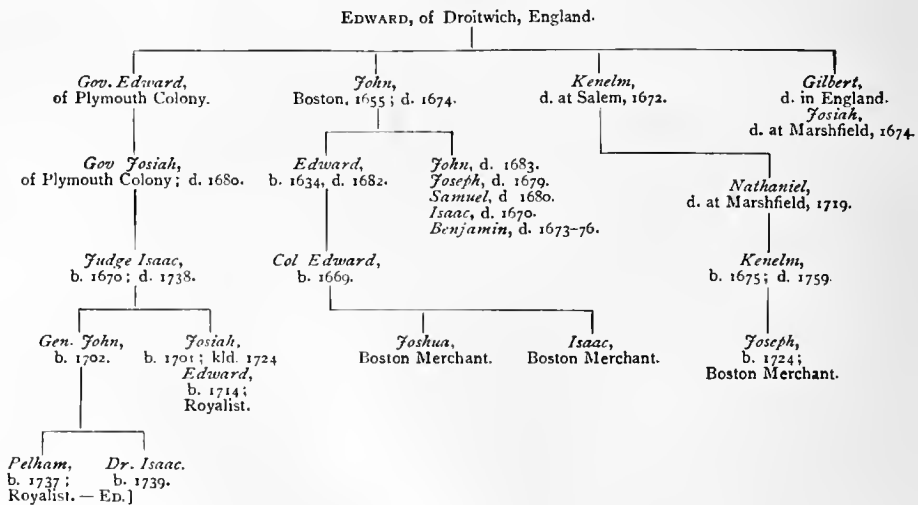 EDWARD, of Droitwich, England.
Gov. Edward,
of Plymouth Colony.
John,
Boston, 1655; d. 1674.
Kenelm,
d. at Salem, 1672.
Gilbert,
d. in England.
Josiah,
d. at Marshfield, 1674.
Gov Josiah,
of Plymouth Colony; d. 1680.
Edward,
b. 1634, d. 1682.
John, d. 1683.
Joseph, d. 1679.
Samuel, d 1680.
Isaac, d. 1670.
Benjamin, d. 1673-76.
Nathaniel,
d. at Marshfield, 1719.
Judge Isaac,
b. 1670; d. 1738.
Col Edward,
b. 1669.
Kenelm,
b. 1675; d. 1759.
Gen. John,
b. 1702.
Josiah,
b. 1701; kld. 1724
Edward,
b. 1714;
Royalist.
Joshua,
Boston Merchant.
Isaac,
Boston Merchant.
Joseph,
b. 1724;
Boston Merchant.
Pelham,
b. 1737;
Royalist. — ED.]
Dr. Isaac.
b. 1739.